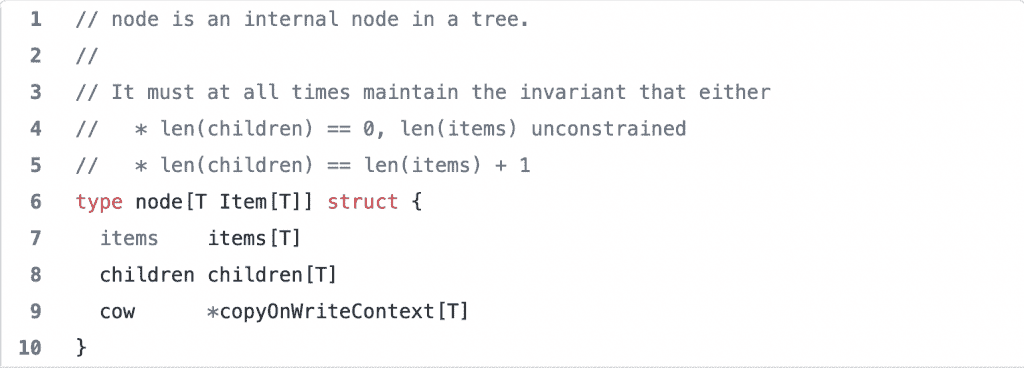 1 // node is an internal node in a tree.
2 //
3 // It must at all times maintain the invariant that either
4 //   * len(children) == 0, len(items) unconstrained
5 //   * len(children) == len(items) + 1
6 type node[T Item[T]] struct {
7   items    items[T]
8   children children[T]
9   cow      *copyOnWriteContext[T]
10 }